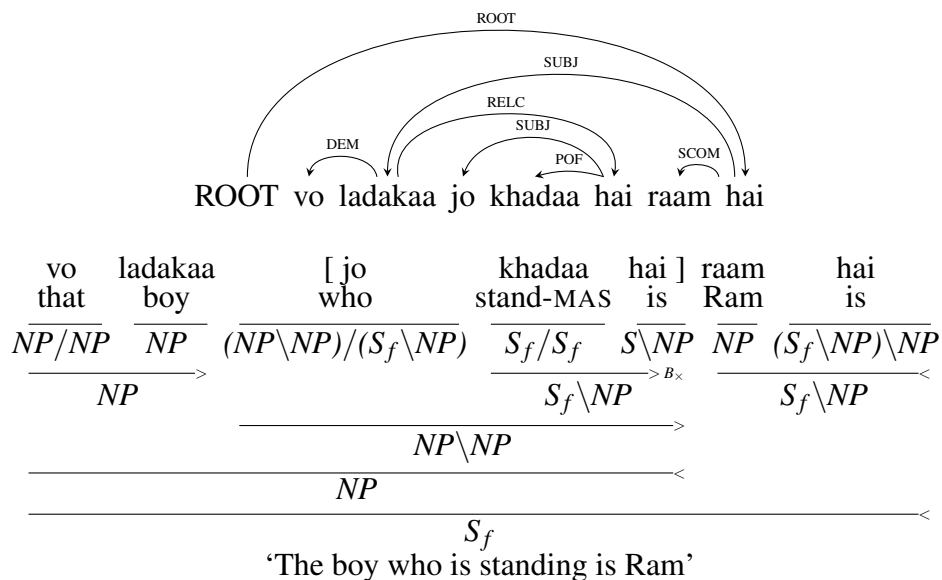 ROOT
SUBJ
RELC
SUBJ
DEM
POF
SCOM
ROOT vo ladakaa jo khadaa hai raam hai
vo ladakaa [ jo khadaa hai ] raam hai
that boy who stand-MAS is Ram is
NP/NP NP (NP\NP)/(S_f\NP) S_f/S_f S\NP NP (S_f\NP)\NP
> > B× <
NP S_f\NP S_f\NP
>
NP\NP
<
NP
<
S_f
‘The boy who is standing is Ram’